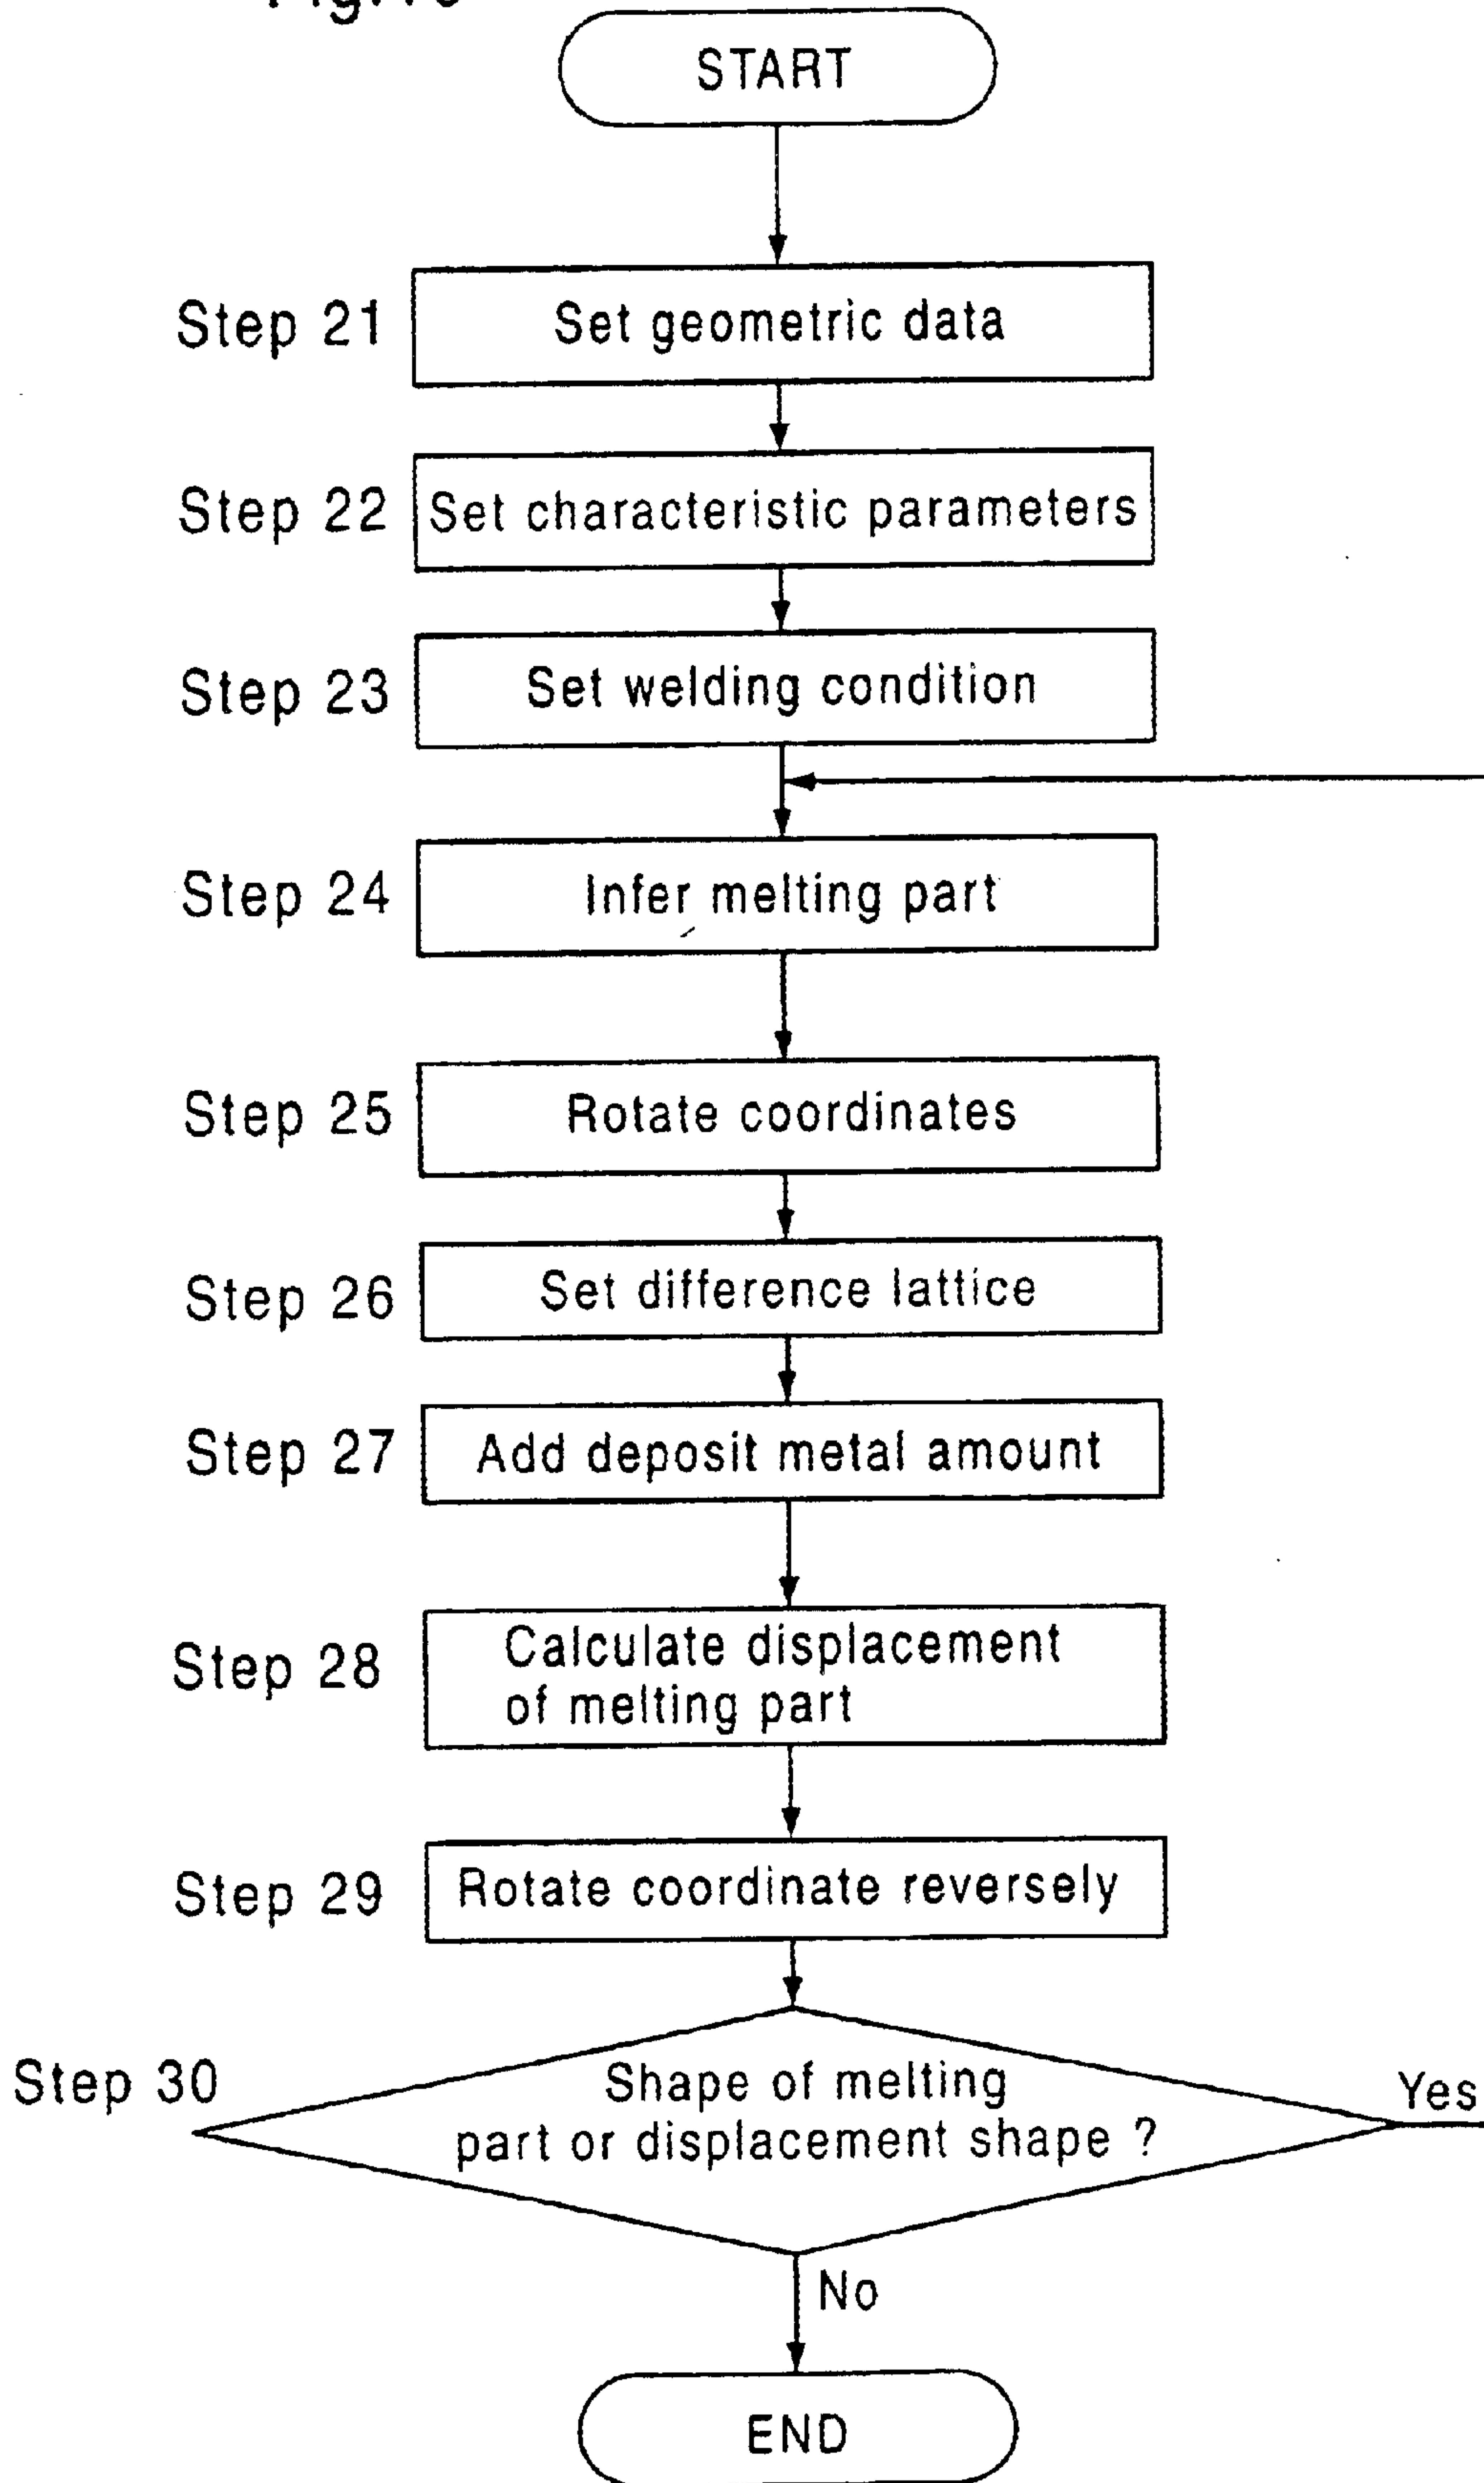 START
Step 21
Set geometric data
Step 22
Set characteristic parameters
Step 23
Set welding condition
Step 24
Infer melting part
Step 25
Rotate coordinates
Step 26
Set difference lattice
Step 27
Add deposit metal amount
Step 28
Calculate displacement
of melting part
Step 29
Rotate coordinate reversely
Step 30
Shape of melting
part or displacement shape ?
Yes
No
END